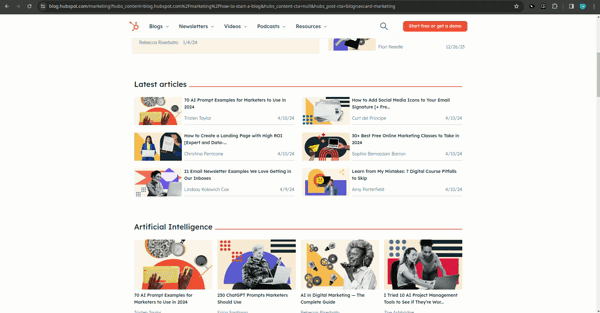 blog.hubspot.com/marketing?hubs_content=blog.hubspot.com%2Fmarketing%2Fhow-to-start-a-blog&hubs_content-cta=null&hubs_post-cta=blognavcard-marketing
Blogs
Newsletters
Videos
Podcasts
Resources
Start free or get a demo
Rebecca Riserbato 1/4/24
Flori Needle 12/26/23
Latest articles
70 AI Prompt Examples for Marketers to Use in
2024
Tristen Taylor 4/10/24
How to Add Social Media Icons to Your Email
Signature [+ Fre...
Curt del Principe 4/10/24
How to Create a Landing Page with High ROI
[Expert and Data-...
Christina Perricone 4/10/24
30+ Best Free Online Marketing Classes to Take in
2024
Sophia Bernazzani Barron 4/10/24
21 Email Newsletter Examples We Love Getting in
Our Inboxes
Lindsay Kolowich Cox 4/9/24
Learn from My Mistake: 7 Digital Course Pitfalls
to Skip
Amy Porterfield 4/10/24
Artificial Intelligence
70 AI Prompt Examples for
Marketers to Use in 2024
Tristen Taylor
230 ChatGPT Prompts Marketers
Should Use
AI in Digital Marketing — The
Complete Guide
Rebecca Riserbato
I Tried 10 AI Project Management
Tools to See if They're Wor...